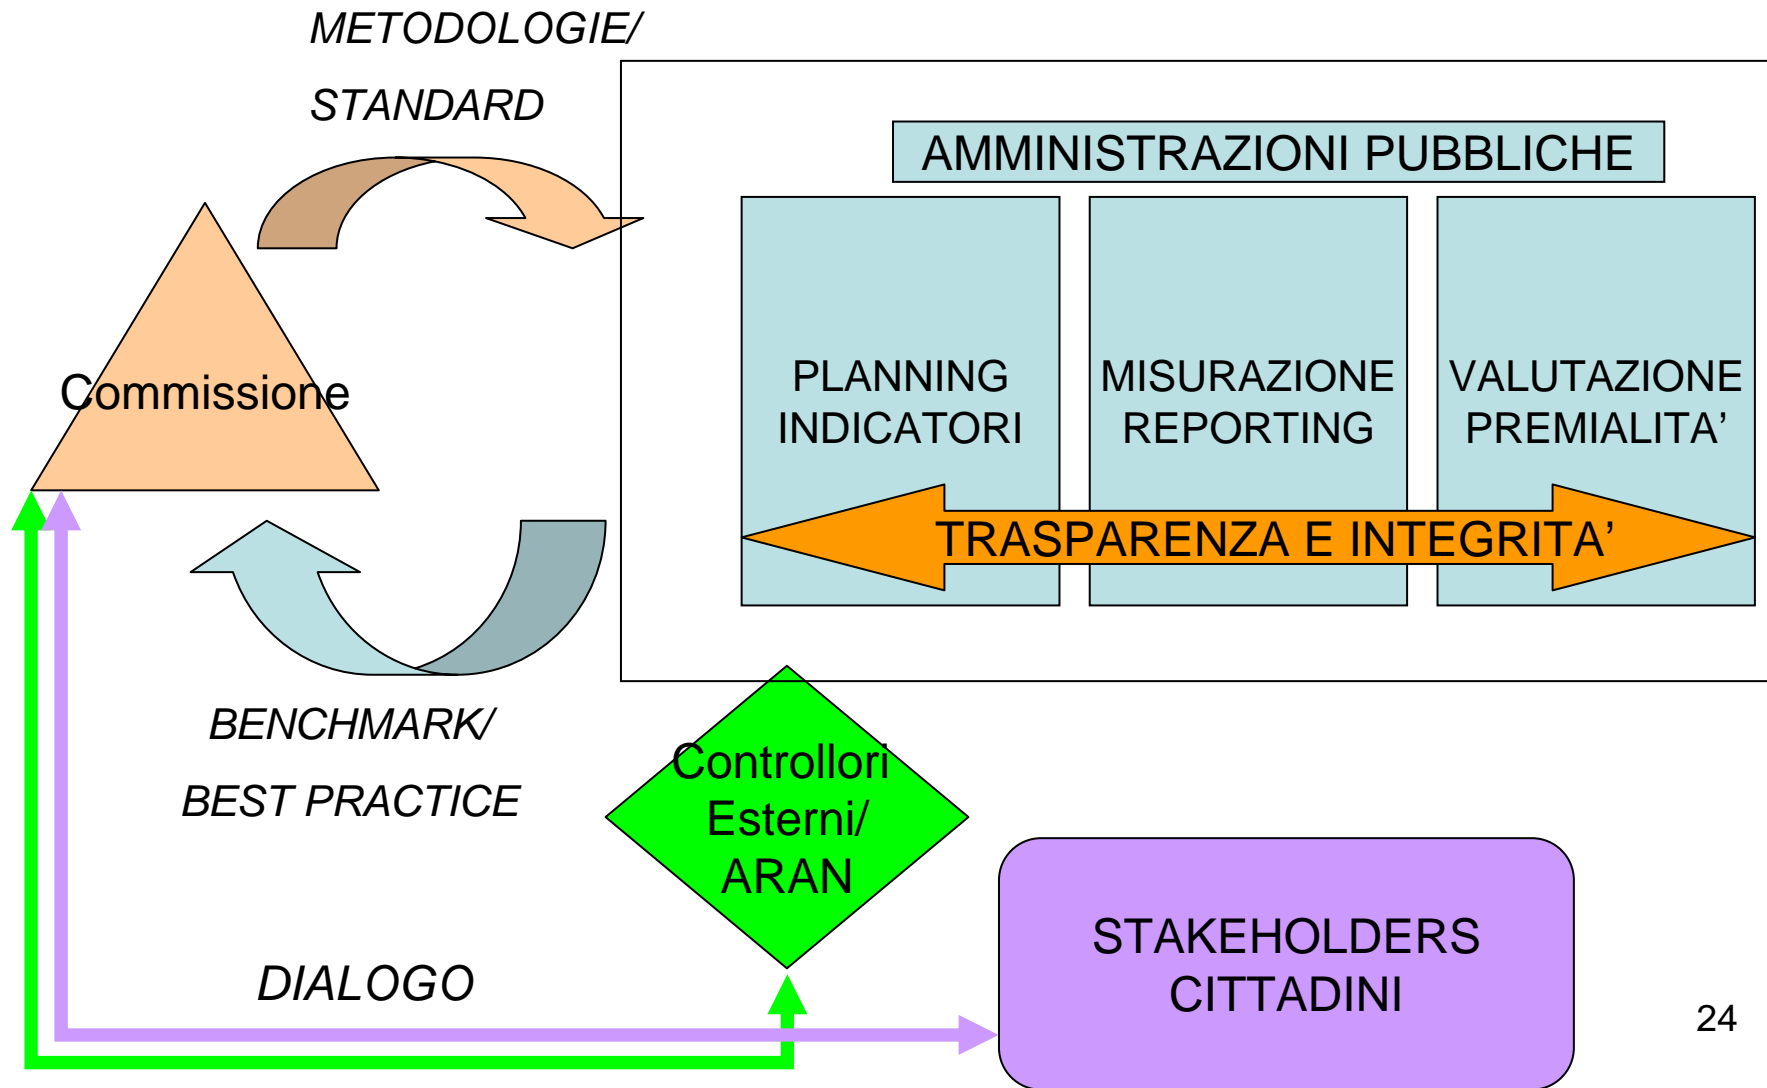 METODOLOGIE/
STANDARD
AMMINISTRAZIONI PUBBLICHE
Commissione
PLANNING
INDICATORI
MISURAZIONE
REPORTING
VALUTAZIONE
PREMIALITA’
TRASPARENZA E INTEGRITA’
BENCHMARK/
BEST PRACTICE
Controllori
Esterni/
ARAN
DIALOGO
STAKEHOLDERS
CITTADINI
24